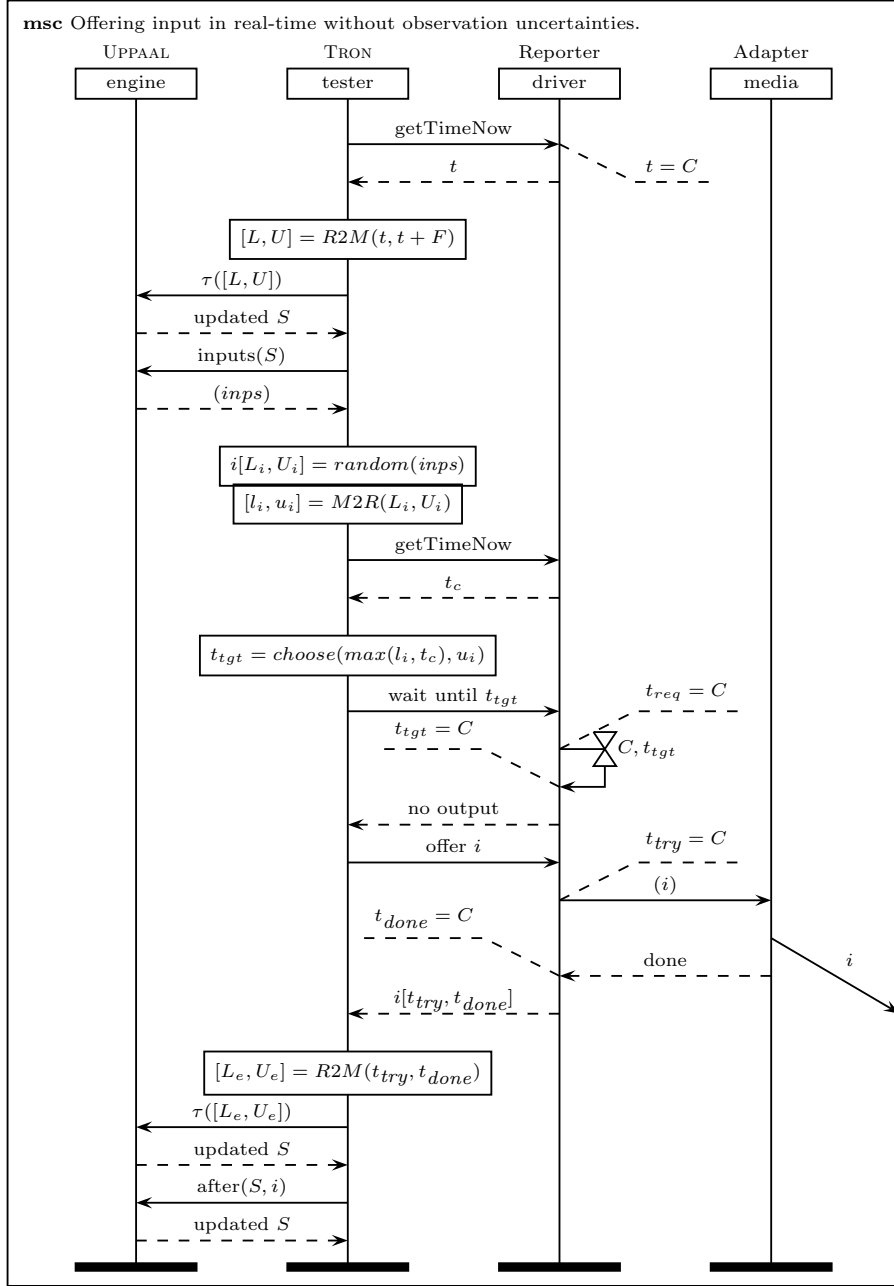 msc Offering input in real-time without observation uncertainties.
UPPAAL TRON Reporter Adapter
engine tester driver media
getTimeNow
t t = C
[L, U] = R2M(t, t + F)
τ([L, U])
updated S
inputs(S)
(inps)
i[L_i, U_i] = random(inps)
[l_i, u_i] = M2R(L_i, U_i)
getTimeNow
t_c
t_tgt = choose(max(l_i, t_c), u_i)
wait until t_tgt t_req = C
t_tgt = C C, t_tgt
no output
offer i t_try = C
(i)
t_done = C
done i
i[t_try, t_done]
[L_e, U_e] = R2M(t_try, t_done)
τ([L_e, U_e])
updated S
after(S, i)
updated S